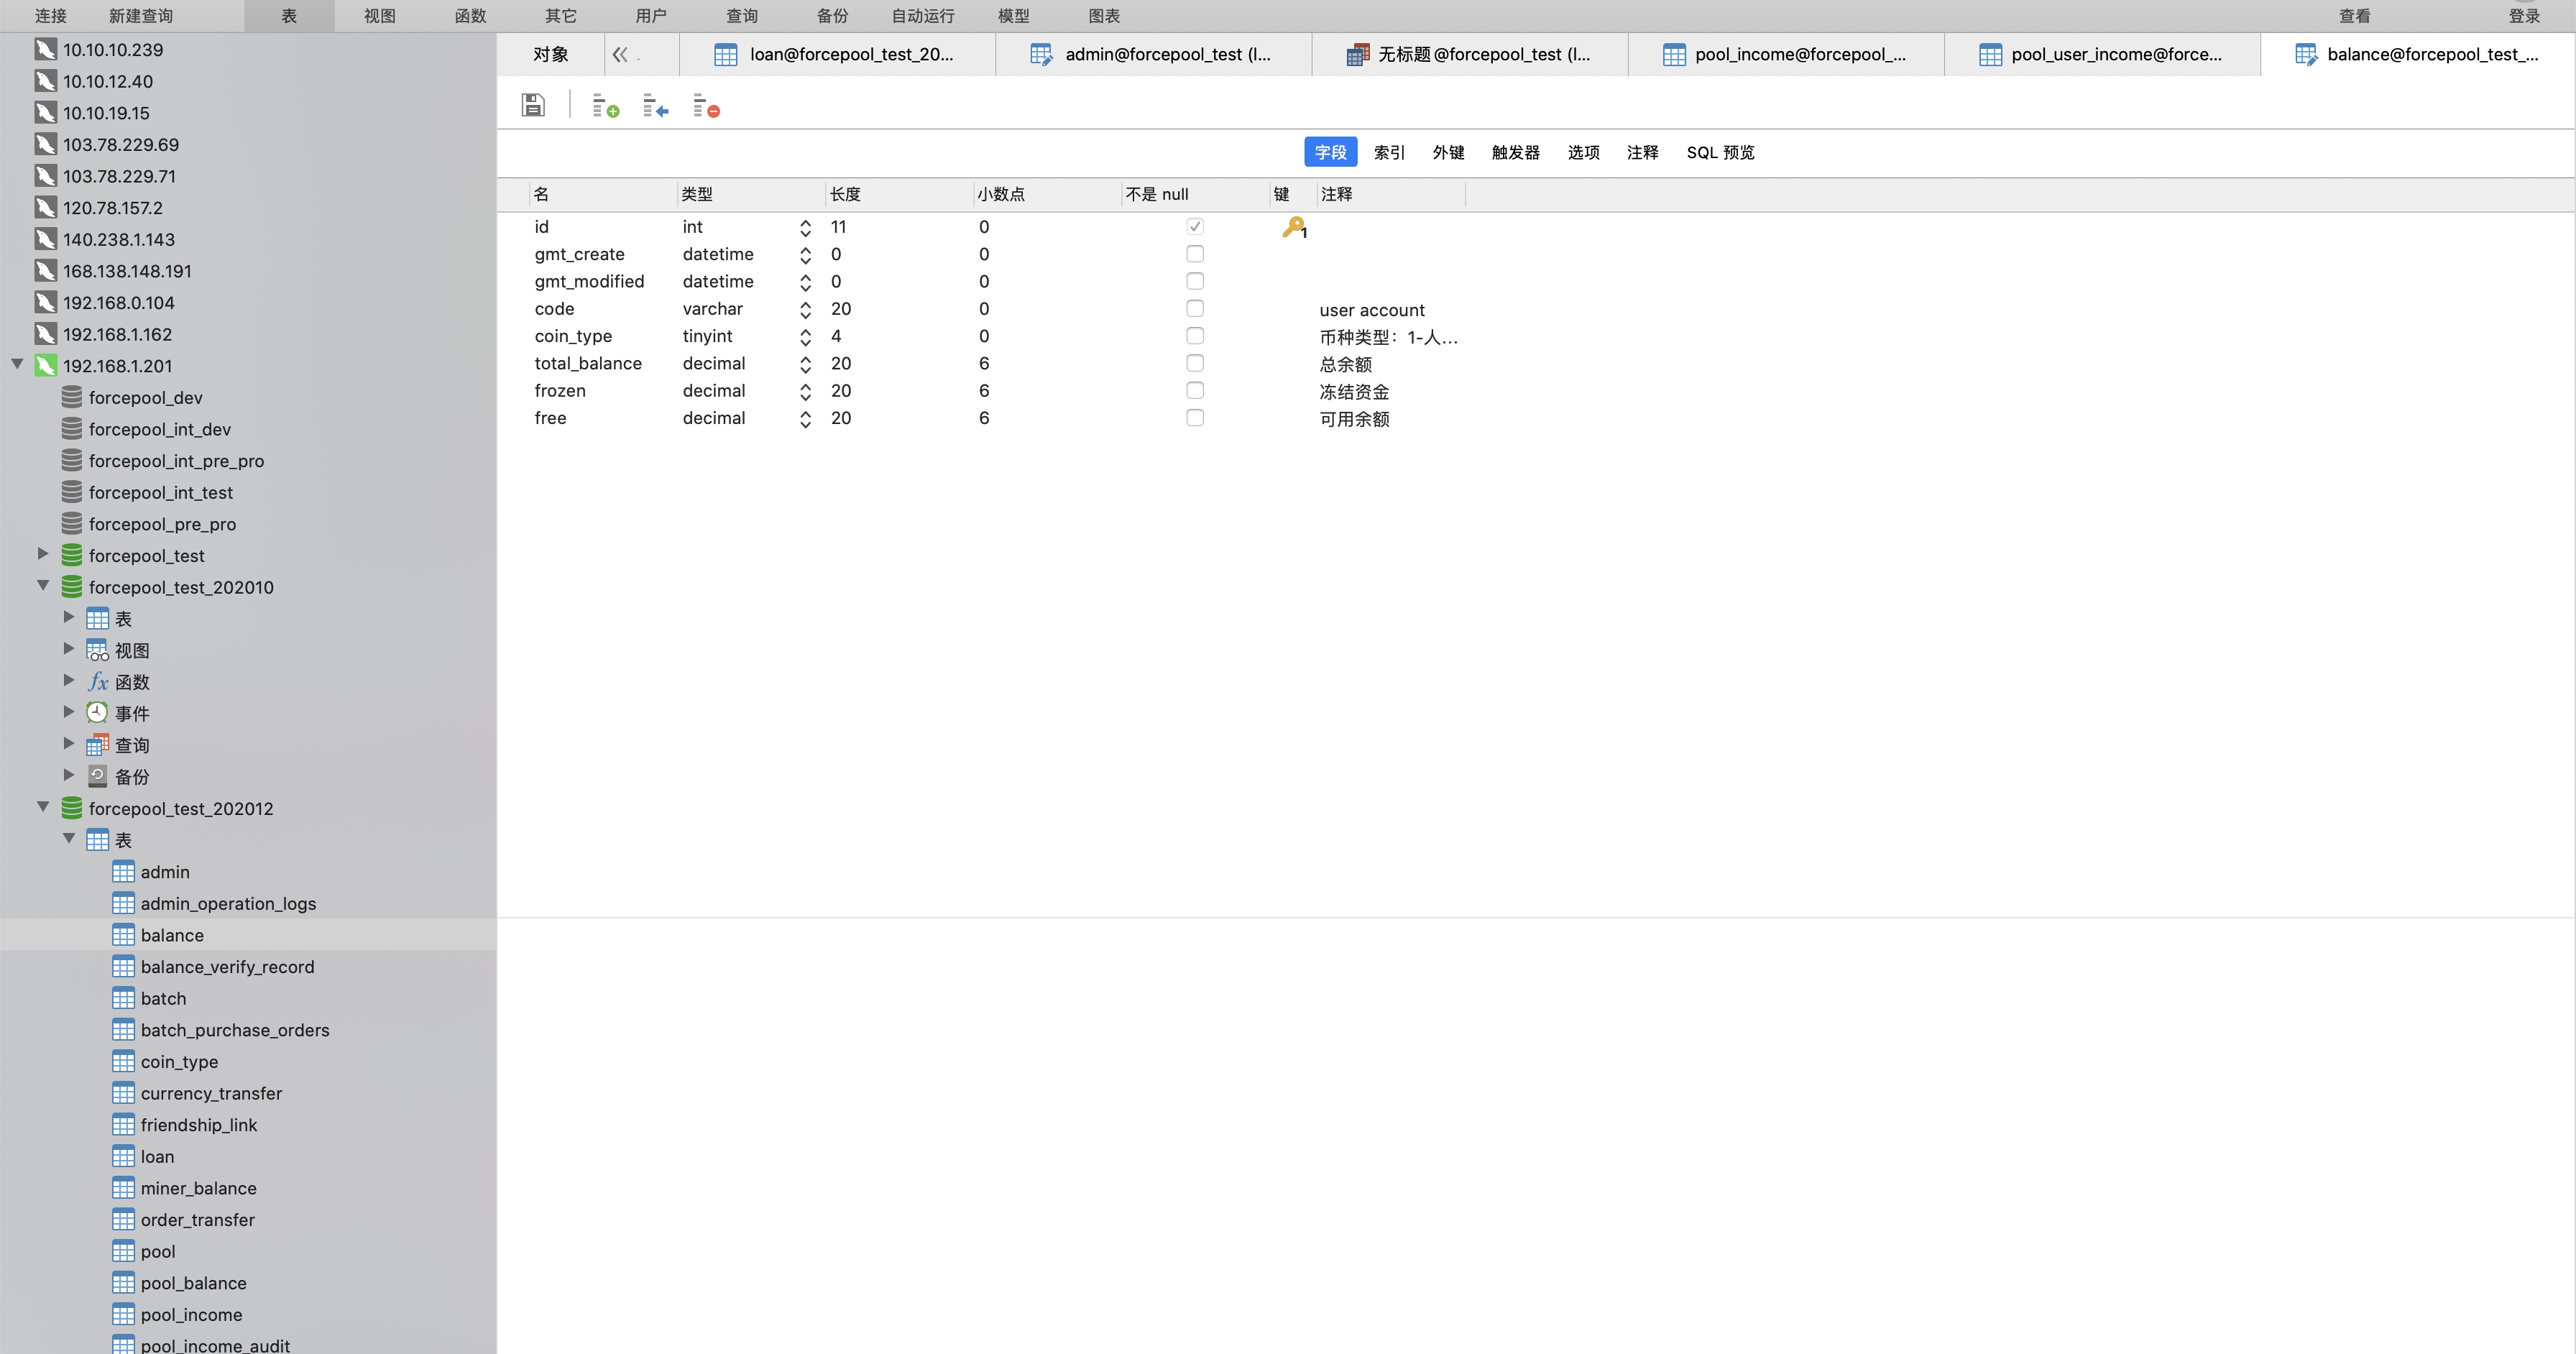 连接 新建查询 表 视图 函数 其它 用户 查询 备份 自动运行 模型 图表 查看 登录
10.10.10.239
10.10.12.40
10.10.19.15
103.78.229.69
103.78.229.71
120.78.157.2
140.238.1.143
168.138.148.191
192.168.0.104
192.168.1.162
192.168.1.201
forcepool_dev
forcepool_int_dev
forcepool_int_pre_pro
forcepool_int_test
forcepool_pre_pro
forcepool_test
forcepool_test_202010
表
视图
fx 函数
事件
查询
备份
forcepool_test_202012
表
admin
admin_operation_logs
balance
balance_verify_record
batch
batch_purchase_orders
coin_type
currency_transfer
friendship_link
loan
miner_balance
order_transfer
pool
pool_balance
pool_income
pool_income_audit
对象 loan@forcepool_test_20... admin@forcepool_test (l... 无标题@forcepool_test (l... pool_income@forcepool_... pool_user_income@force... balance@forcepool_test_...
字段 索引 外键 触发器 选项 注释 SQL 预览
名 类型 长度 小数点 不是 null 键 注释
id int 11 0 1
gmt_create datetime 0 0
gmt_modified datetime 0 0
code varchar 20 0 user account
coin_type tinyint 4 0 币种类型：1-人...
total_balance decimal 20 6 总余额
frozen decimal 20 6 冻结资金
free decimal 20 6 可用余额